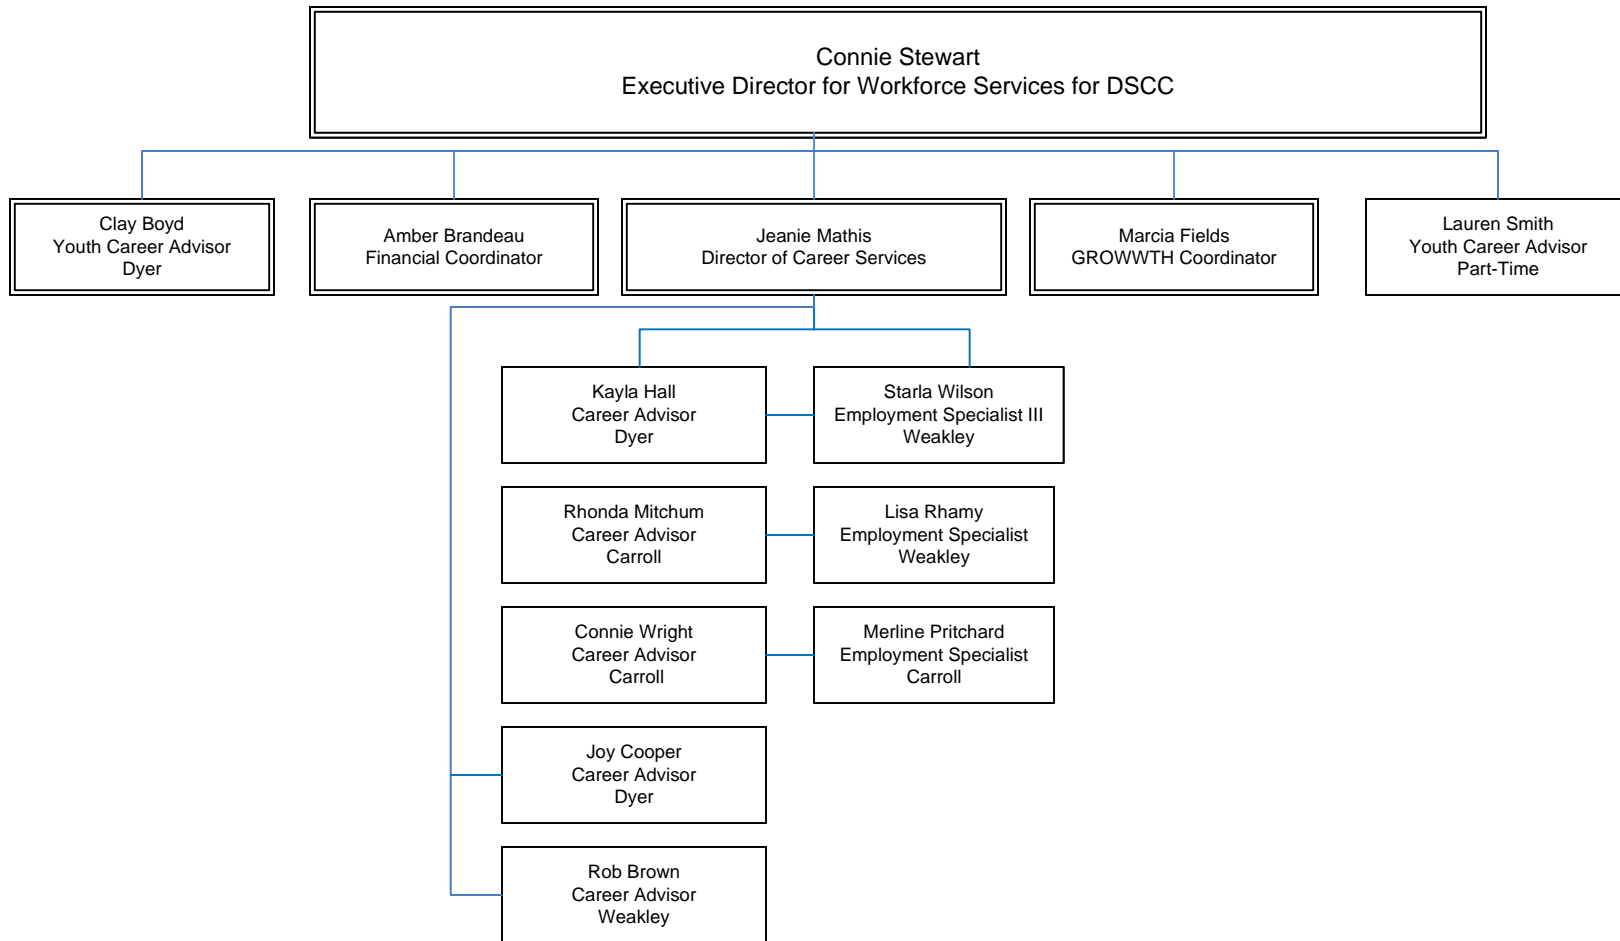 Connie Stewart
Executive Director for Workforce Services for DSCC
Clay Boyd
Youth Career Advisor
Dyer
Amber Brandeau
Financial Coordinator
Jeanie Mathis
Director of Career Services
Marcia Fields
GROWWTH Coordinator
Lauren Smith
Youth Career Advisor
Part-Time
Kayla Hall
Career Advisor
Dyer
Starla Wilson
Employment Specialist III
Weakley
Rhonda Mitchum
Career Advisor
Carroll
Lisa Rhamy
Employment Specialist
Weakley
Connie Wright
Career Advisor
Carroll
Merline Pritchard
Employment Specialist
Carroll
Joy Cooper
Career Advisor
Dyer
Rob Brown
Career Advisor
Weakley